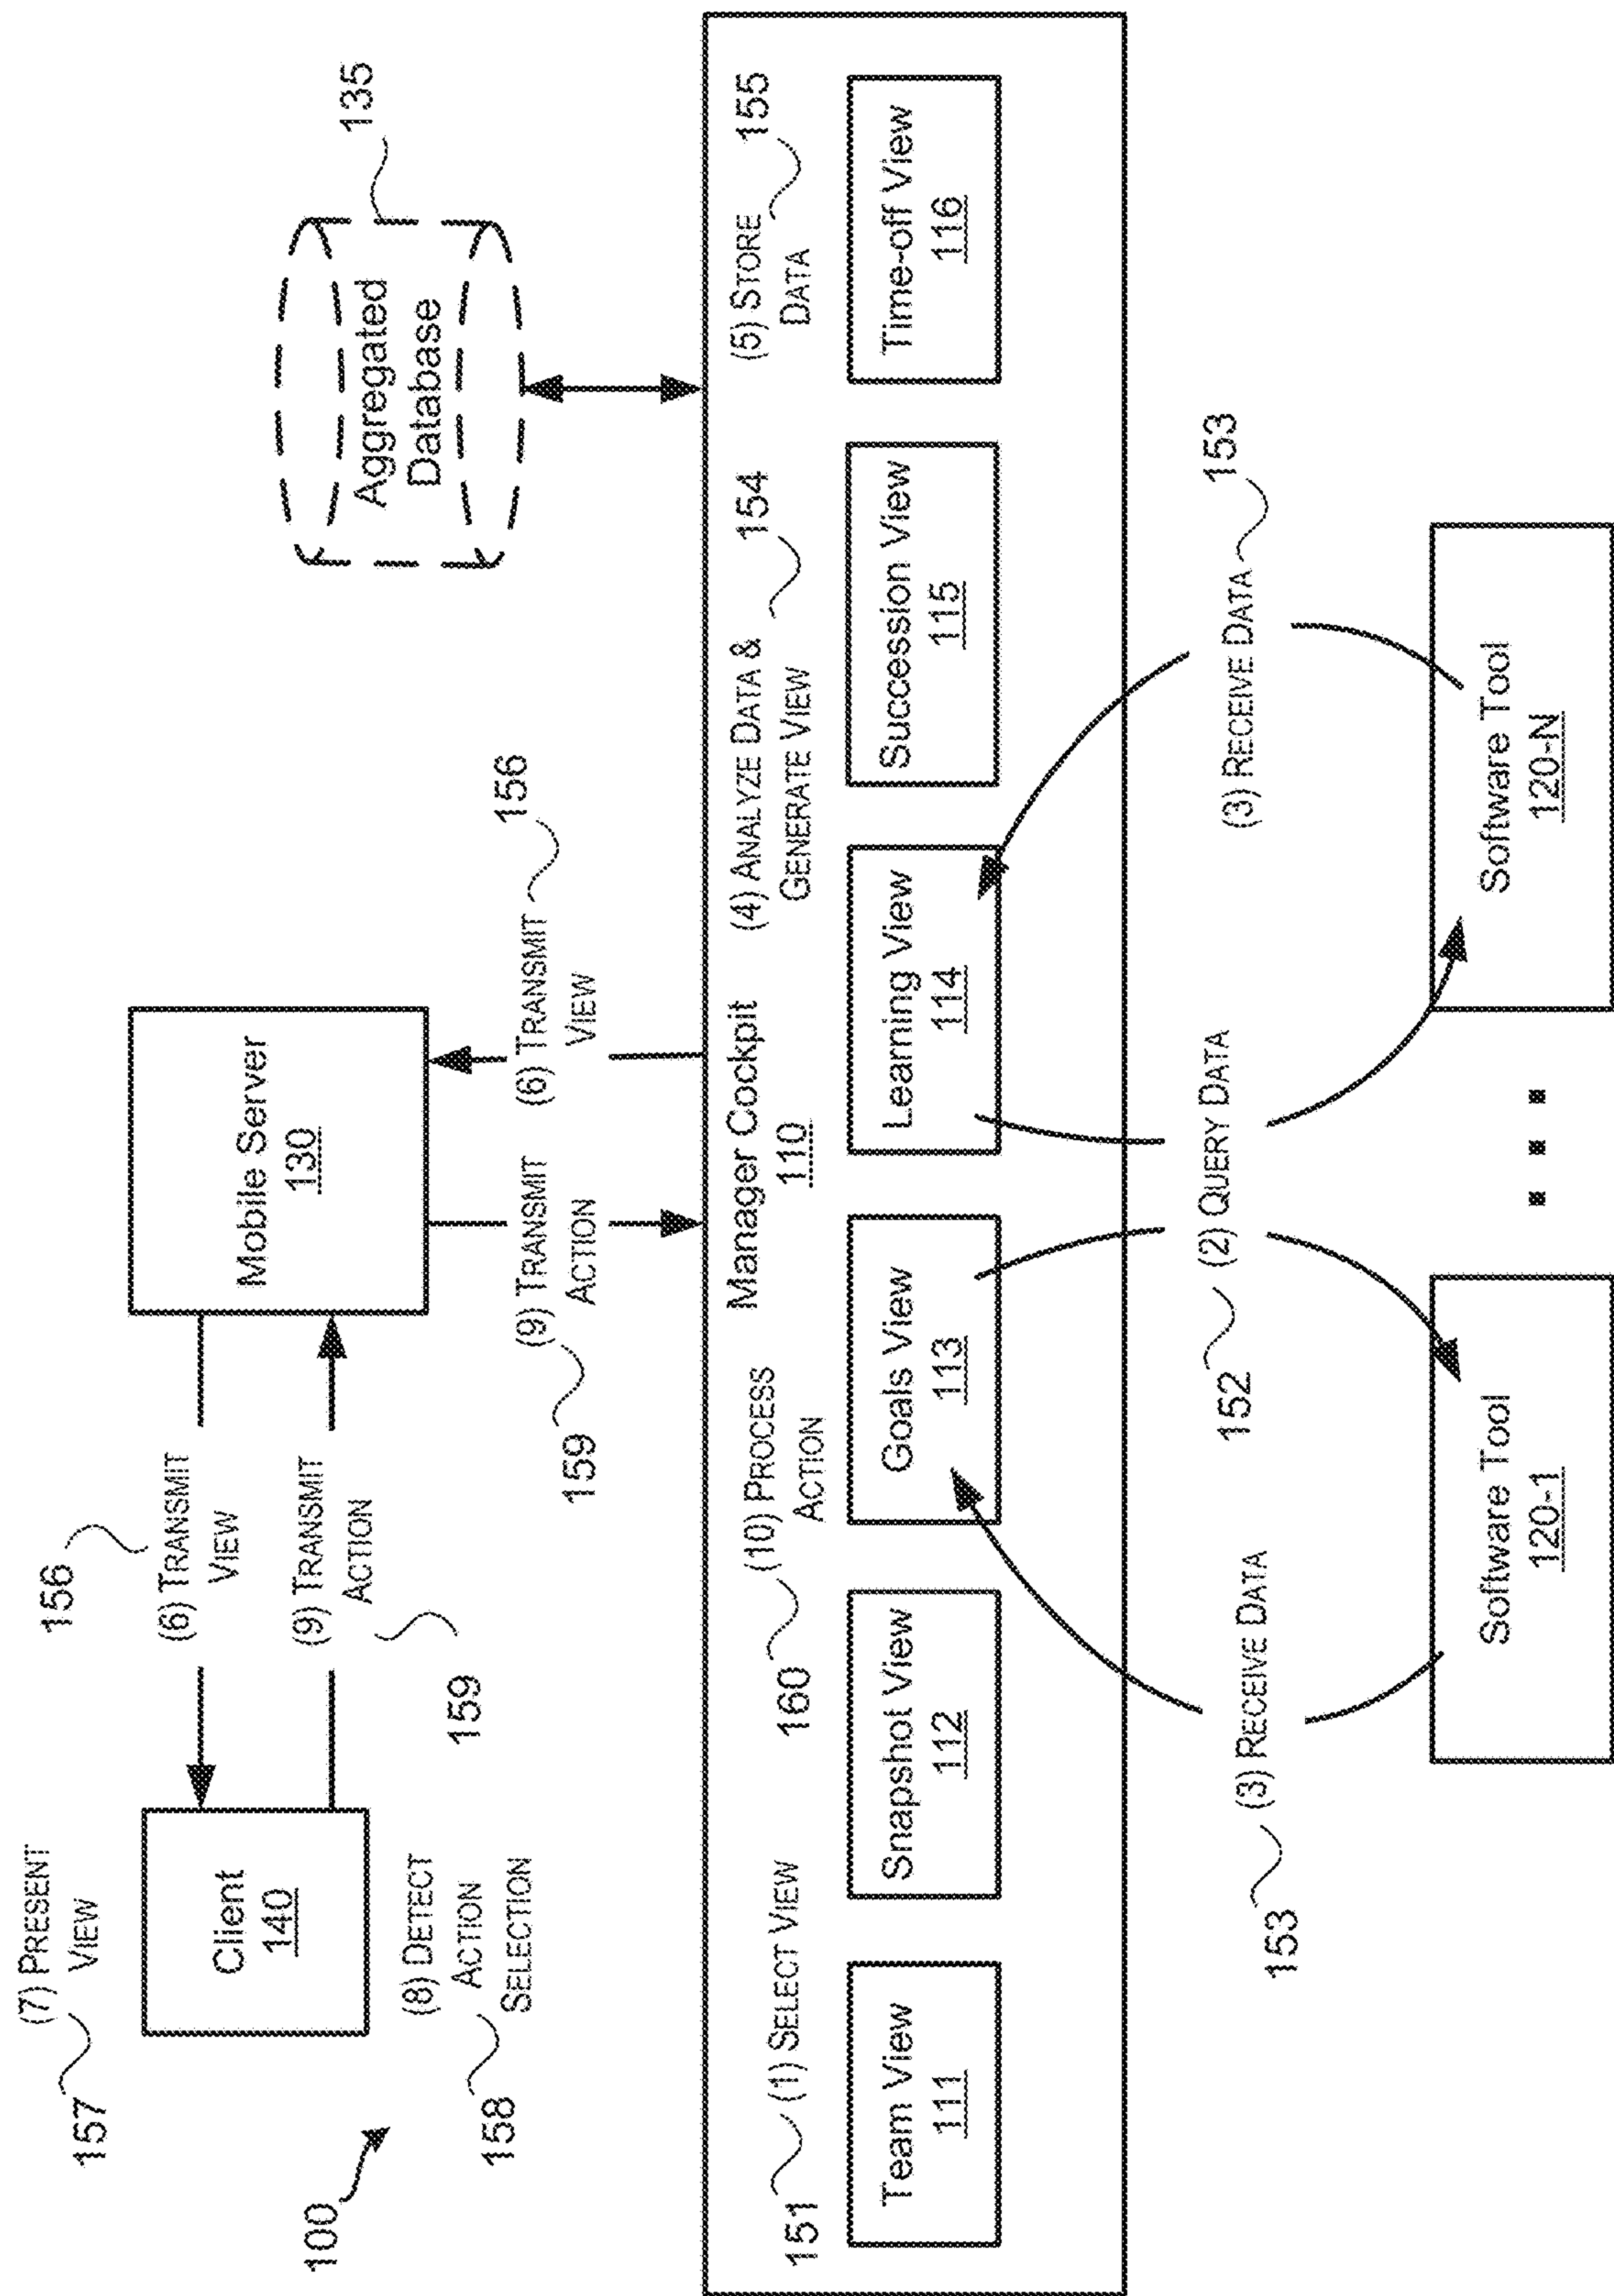 (7) PRESENT
VIEW
157
Client
140
(8) DETECT
ACTION
SELECTION
158
100
156
(6) TRANSMIT
VIEW
(9) TRANSMIT
ACTION
159
Mobile Server
130
(9) TRANSMIT
ACTION
159
(6) TRANSMIT
VIEW
156
Aggregated
Database
135
151
(1) SELECT VIEW
160
(10) PROCESS
ACTION
Manager Cockpit
110
(4) ANALYZE DATA &
GENERATE VIEW
154
(5) STORE
DATA
155
Team View
111
Snapshot View
112
Goals View
113
Learning View
114
Succession View
115
Time-off View
116
153
(3) RECEIVE DATA
152
(2) QUERY DATA
(3) RECEIVE DATA
153
Software Tool
120-1
Software Tool
120-N